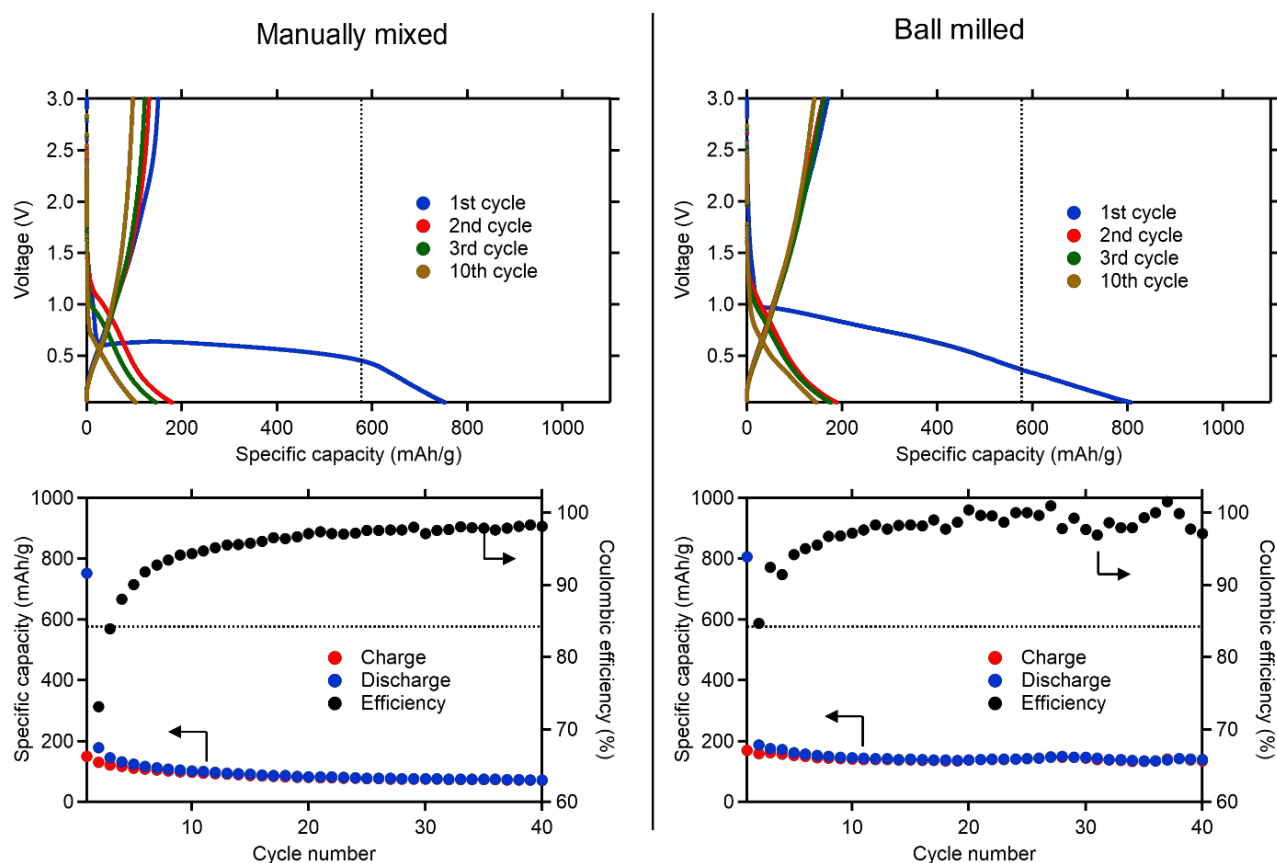 Manually mixed
3.0
2.5
2.0
1.5
1.0
0.5
Voltage (V)
1st cycle
2nd cycle
3rd cycle
10th cycle
0 200 400 600 800 1000
Specific capacity (mAh/g)
1000
800
600
400
200
0
Specific capacity (mAh/g)
100
90
80
70
60
Coulombic efficiency (%)
Charge
Discharge
Efficiency
10 20 30 40
Cycle number
Ball milled
3.0
2.5
2.0
1.5
1.0
0.5
Voltage (V)
1st cycle
2nd cycle
3rd cycle
10th cycle
0 200 400 600 800 1000
Specific capacity (mAh/g)
1000
800
600
400
200
0
Specific capacity (mAh/g)
100
90
80
70
60
Coulombic efficiency (%)
Charge
Discharge
Efficiency
10 20 30 40
Cycle number